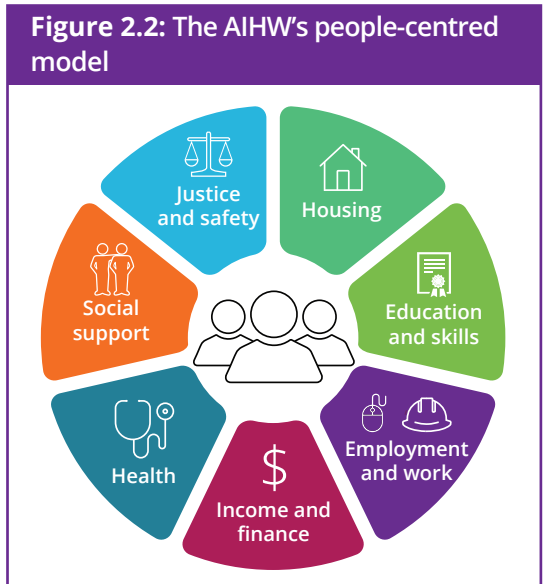 Figure 2.2: The AIHW’s people-centred
model
Justice
and safety
Housing
Education
and skills
Employment
and work
$
Income and
finance
Health
Social
support